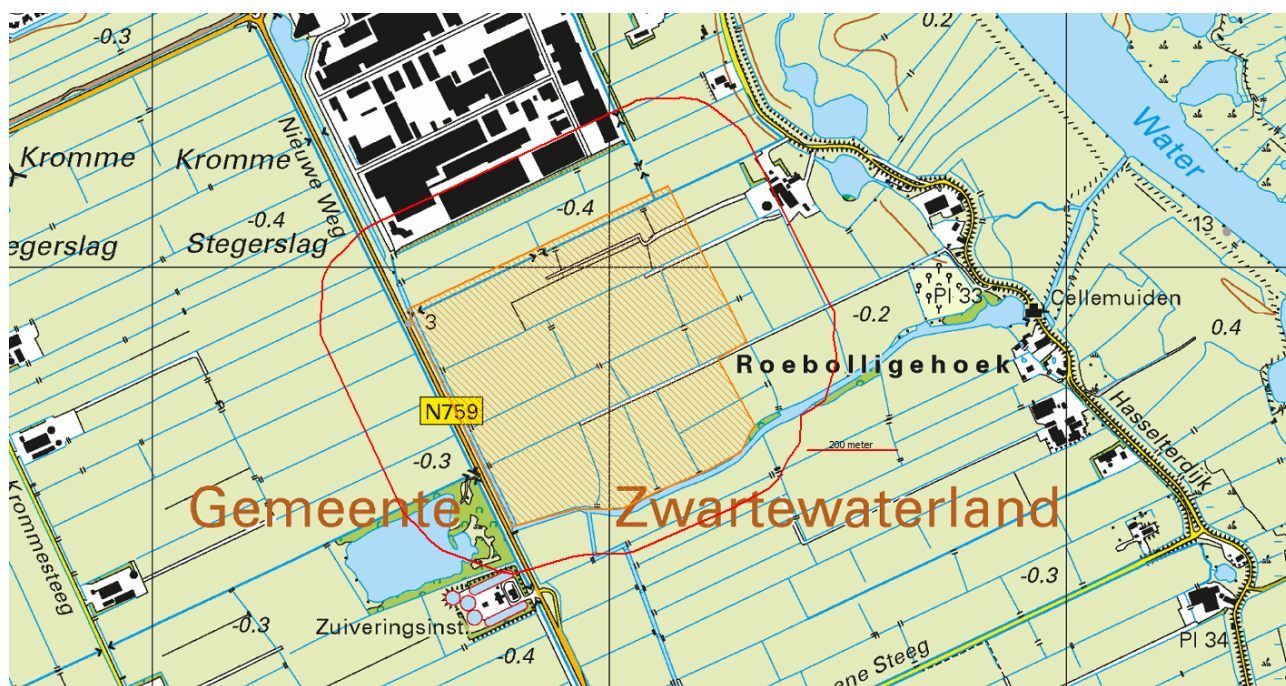 -0.3
0.2
Nieuwe Weg
Kromme
Kromme
Water
-0.4
-0.4
egerslag
Stegerslag
13
Pl 33
Cellemuiden
3
-0.2
0.4
Roebolligehoek
N759
Hasselterdijk
200 meter
-0.3
Gemeente
Zwartewaterland
Krommesteeg
-0.3
-0.3
Zuiveringsinst.
-0.4
ene Steeg
Pl 34